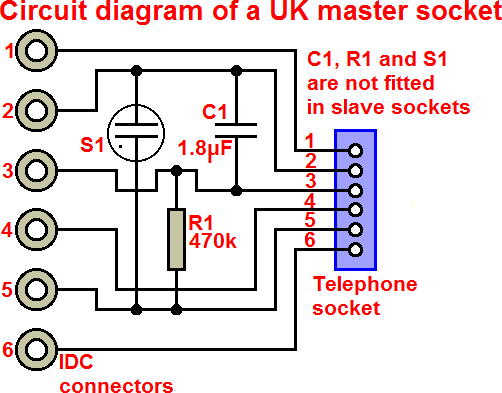 Circuit diagram of a UK master socket
C1, R1 and S1
are not fitted
in slave sockets
1
2
3
4
5
6
S1
C1
1.8µF
R1
470k
1
2
3
4
5
6
Telephone
socket
IDC
connectors